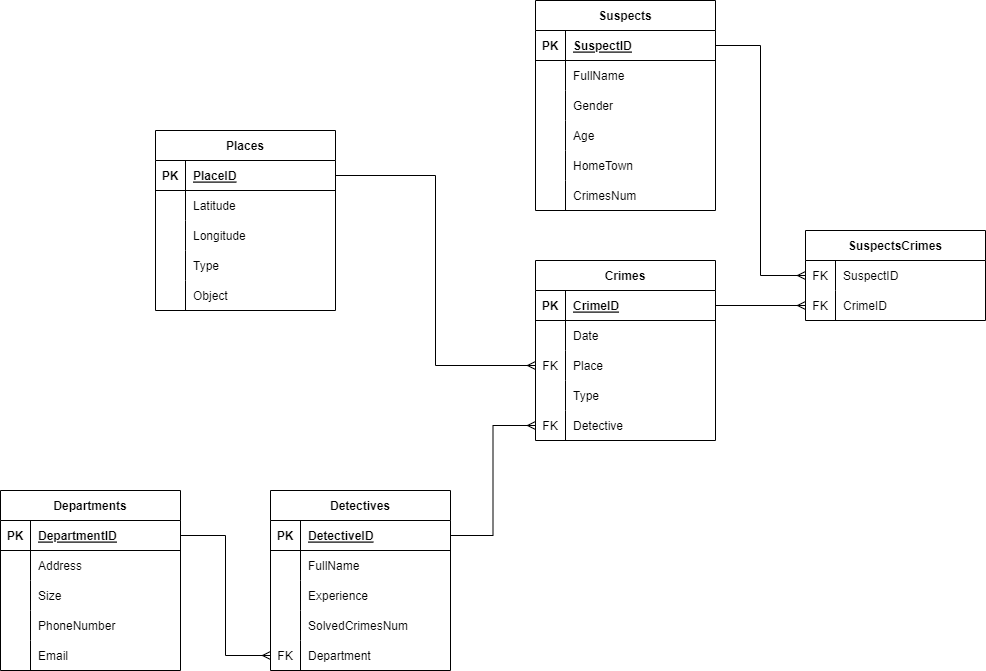 Suspects
PK SuspectID
FullName
Gender
Age
HomeTown
CrimesNum
Places
PK PlaceID
Latitude
Longitude
Type
Object
SuspectsCrimes
FK SuspectID
FK CrimeID
Crimes
PK CrimeID
Date
FK Place
Type
FK Detective
Departments
PK DepartmentID
Address
Size
PhoneNumber
Email
Detectives
PK DetectiveID
FullName
Experience
SolvedCrimesNum
FK Department